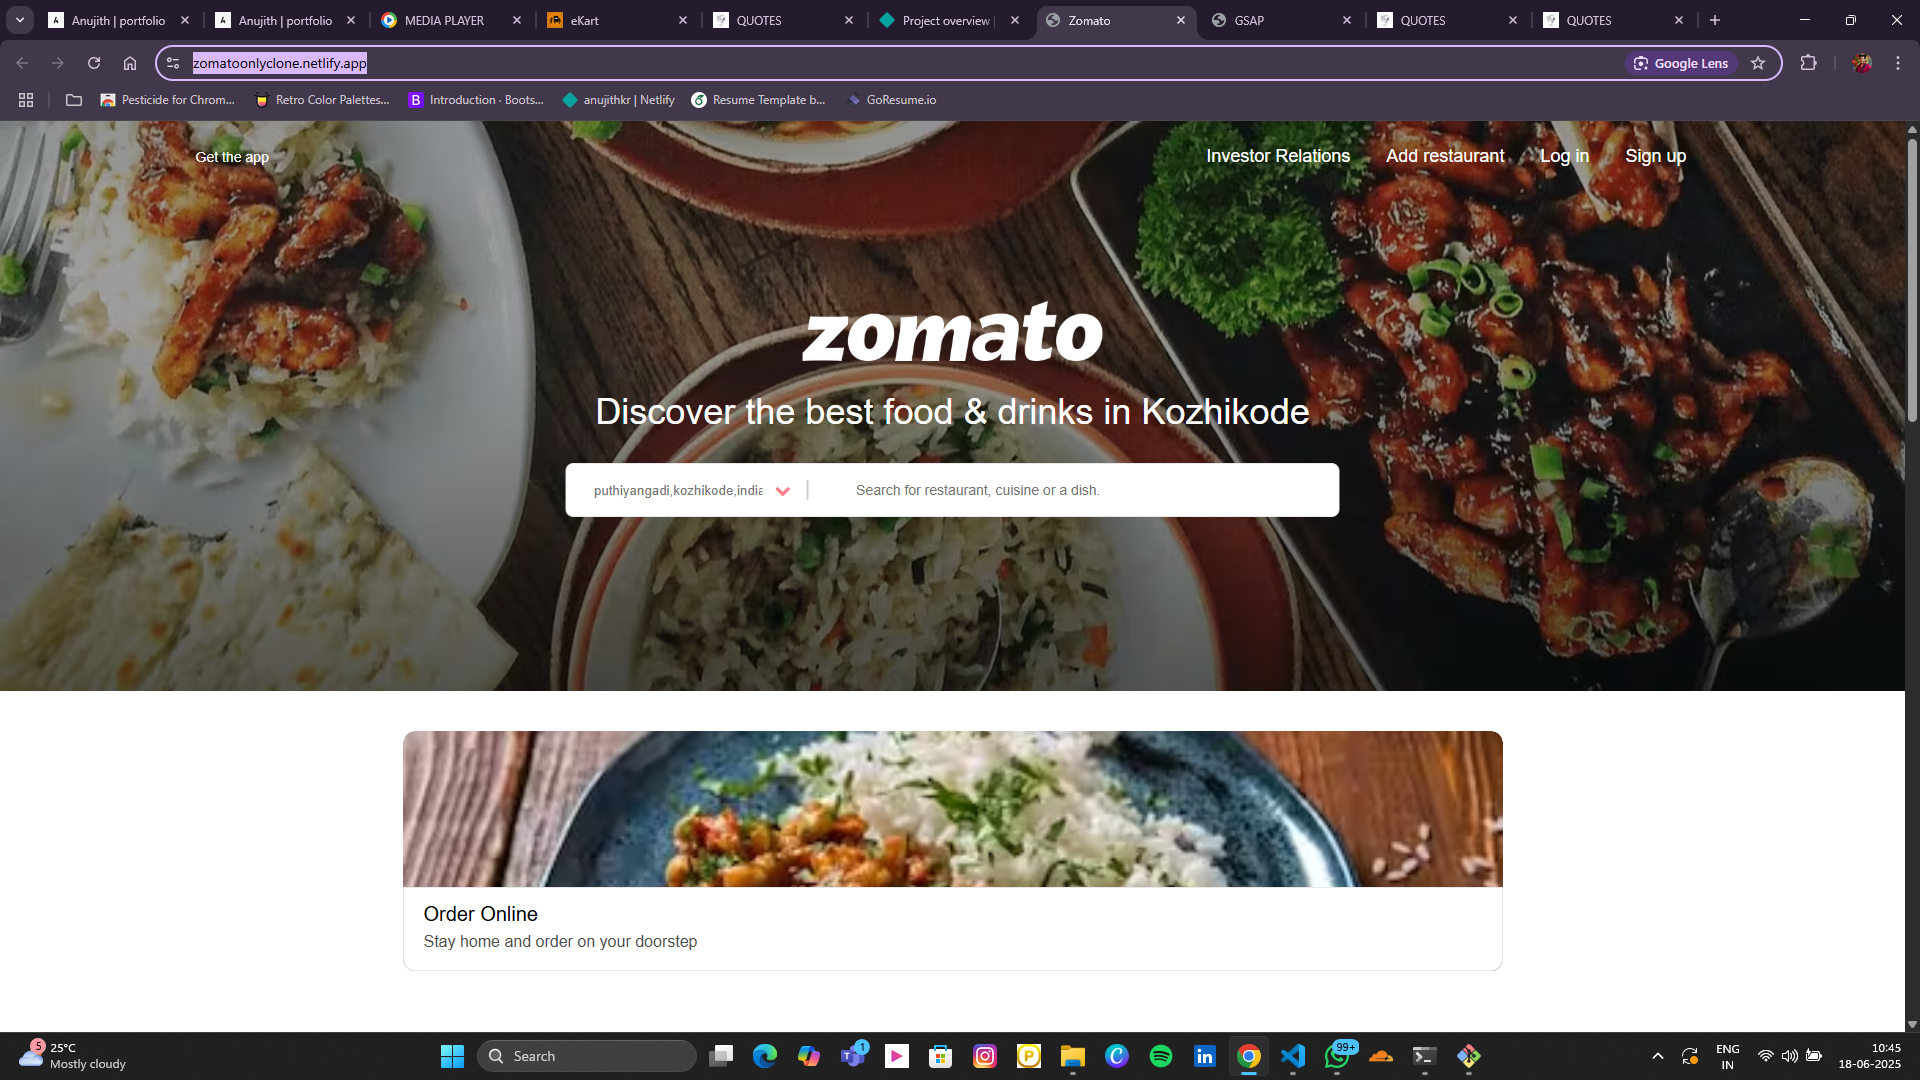 Anujith | portfolio
Anujith | portfolio
MEDIA PLAYER
eKart
QUOTES
Project overview |
Zomato
GSAP
QUOTES
QUOTES
zomatoonlyclone.netlify.app
Google Lens
Pesticide for Chrom...
Retro Color Palettes...
B
Introduction · Boots...
anujithkr | Netlify
Resume Template b...
GoResume.io
Get the app
Investor Relations
Add restaurant
Log in
Sign up
zomato
Discover the best food & drinks in Kozhikode
puthiyangadi,kozhikode,india
Search for restaurant, cuisine or a dish.
Order Online
Stay home and order on your doorstep
5
25°C
Mostly cloudy
Search
1
99+
ENG
IN
10:45
18-06-2025